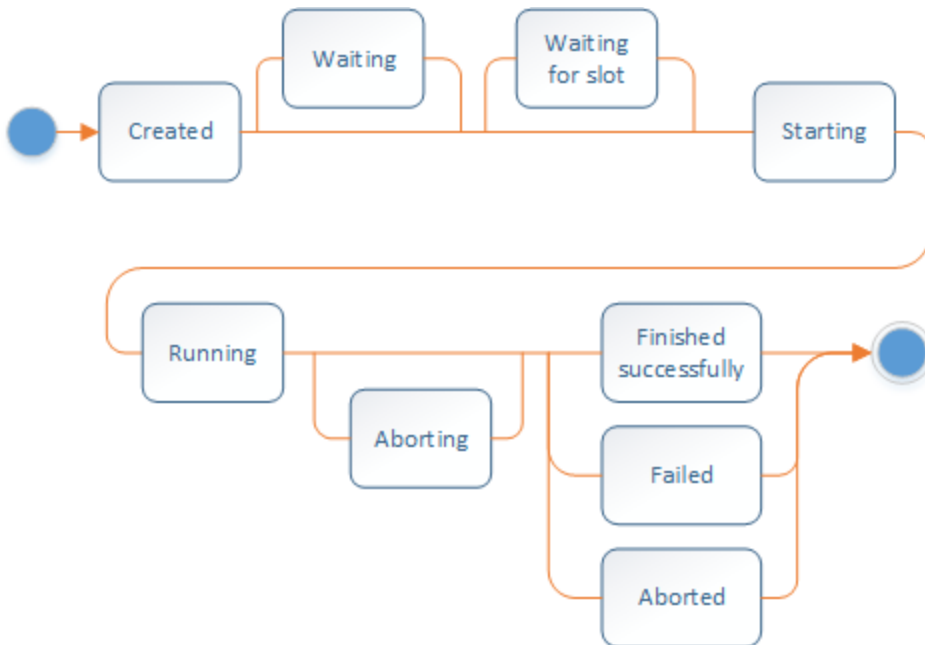 Waiting
Waiting
for slot
Created
Starting
Running
Finished
successfully
Aborting
Failed
Aborted